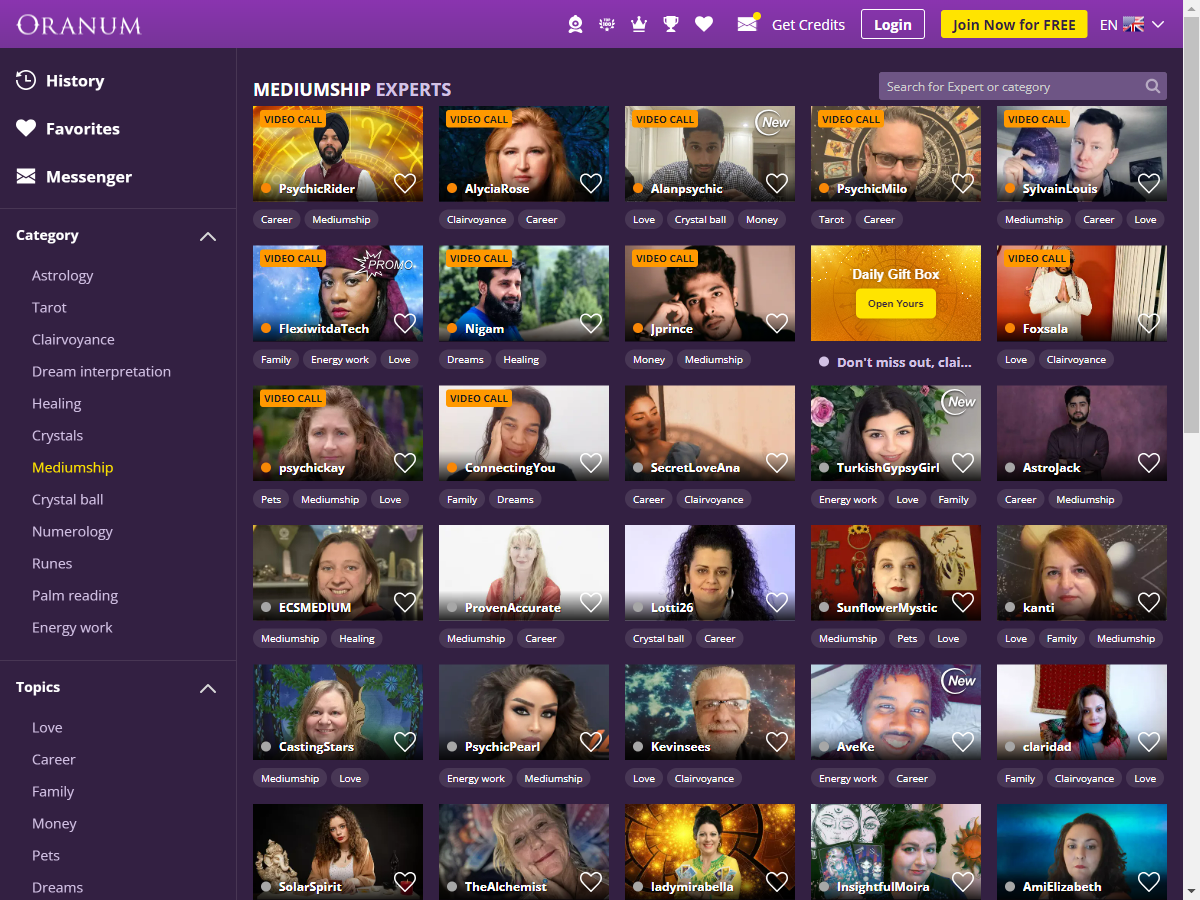 ORANUM
TOP 100
Get Credits
Login
Join Now for FREE
EN
History
Favorites
Messenger
Category
Astrology
Tarot
Clairvoyance
Dream interpretation
Healing
Crystals
Mediumship
Crystal ball
Numerology
Runes
Palm reading
Energy work
Topics
Love
Career
Family
Money
Pets
Dreams
MEDIUMSHIP EXPERTS
Search for Expert or category
VIDEO CALL
PsychicRider
Career Mediumship
VIDEO CALL
AlyciaRose
Clairvoyance Career
VIDEO CALL
New
Alanpsychic
Love Crystal ball Money
VIDEO CALL
PsychicMilo
Tarot Career
VIDEO CALL
SylvainLouis
Mediumship Career Love
VIDEO CALL
PROMO
FlexiwitdaTech
Family Energy work Love
VIDEO CALL
Nigam
Dreams Healing
VIDEO CALL
Jprince
Money Mediumship
Daily Gift Box
Open Yours
Don't miss out, clai...
VIDEO CALL
Foxsala
Love Clairvoyance
VIDEO CALL
psychickay
Pets Mediumship Love
VIDEO CALL
ConnectingYou
Family Dreams
SecretLoveAna
Career Clairvoyance
New
TurkishGypsyGirl
Energy work Love Family
AstroJack
Career Mediumship
ECSMEDIUM
Mediumship Healing
ProvenAccurate
Mediumship Career
Lotti26
Crystal ball Career
SunflowerMystic
Mediumship Pets Love
kanti
Love Family Mediumship
CastingStars
Mediumship Love
PsychicPearl
Energy work Mediumship
Kevinsees
Love Clairvoyance
New
AveKe
Energy work Career
claridad
Family Clairvoyance Love
SolarSpirit
TheAlchemist
ladymirabella
InsightfulMoira
AmiElizabeth